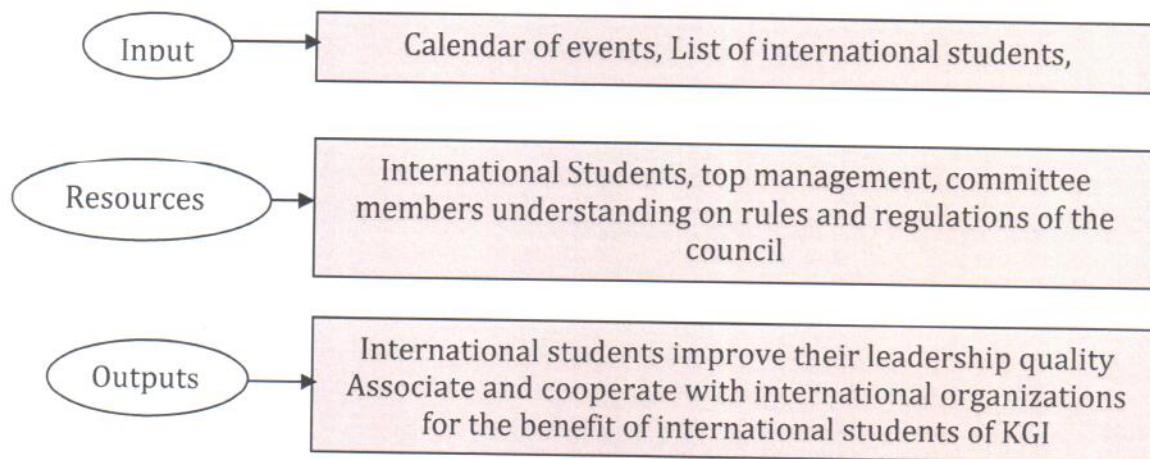 Input
Calendar of events, List of international students,
Resources
International Students, top management, committee
members understanding on rules and regulations of the
council
Outputs
International students improve their leadership quality
Associate and cooperate with international organizations
for the benefit of international students of KGI